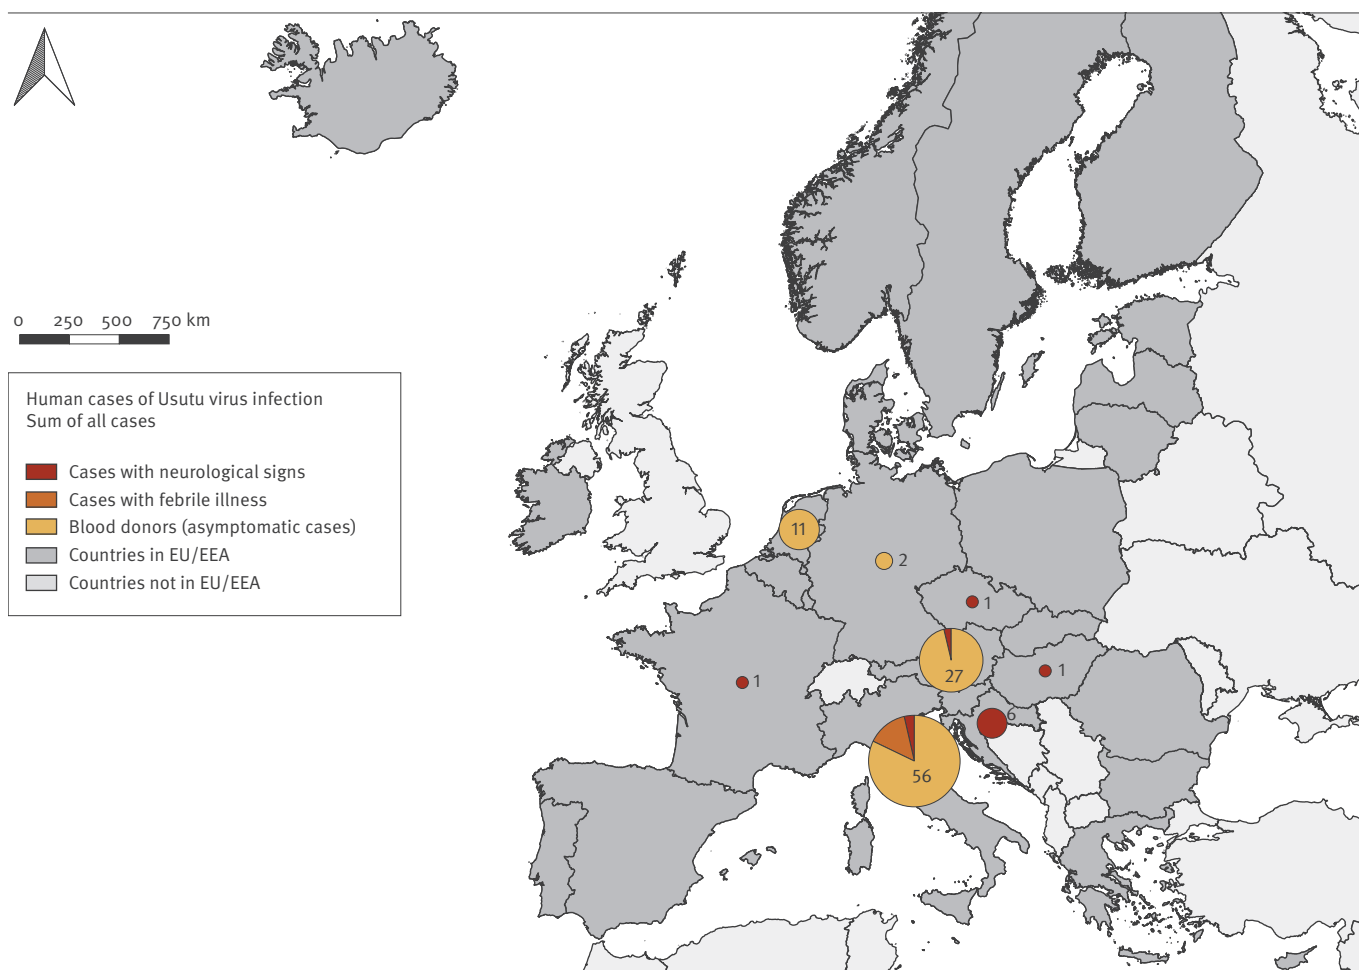 0 250 500 750 km
Human cases of Usutu virus infection
Sum of all cases
Cases with neurological signs
Cases with febrile illness
Blood donors (asymptomatic cases)
Countries in EU/EEA
Countries not in EU/EEA
11
2
1
27
1
1
6
56